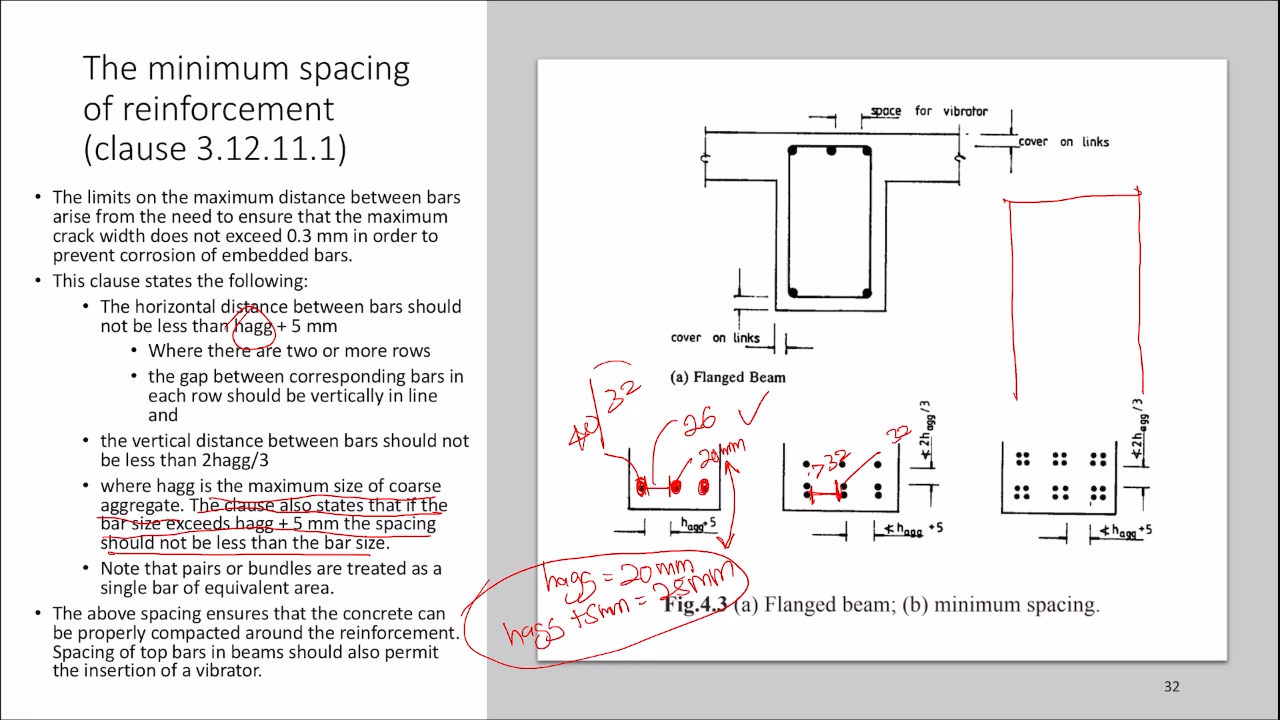 The minimum spacing
of reinforcement
(clause 3.12.11.1)
• The limits on the maximum distance between bars
arise from the need to ensure that the maximum
crack width does not exceed 0.3 mm in order to
prevent corrosion of embedded bars.
• This clause states the following:
• The horizontal distance between bars should
not be less than hagg + 5 mm
• Where there are two or more rows
• the gap between corresponding bars in
each row should be vertically in line
and
• the vertical distance between bars should not
be less than 2hagg/3
• where hagg is the maximum size of coarse
aggregate. The clause also states that if the
bar size exceeds hagg + 5 mm the spacing
should not be less than the bar size.
• Note that pairs or bundles are treated as a
single bar of equivalent area.
• The above spacing ensures that the concrete can
be properly compacted around the reinforcement.
Spacing of top bars in beams should also permit
the insertion of a vibrator.
space for vibrator
cover on links
cover on links
(a) Flanged Beam
32
26
20mm
>32
32
≮2hagg/3
≮2hagg/3
hagg+5
≮hagg+5
≮hagg+5
hagg = 20mm
hagg +5mm = 25mm
Fig.4.3 (a) Flanged beam; (b) minimum spacing.
32